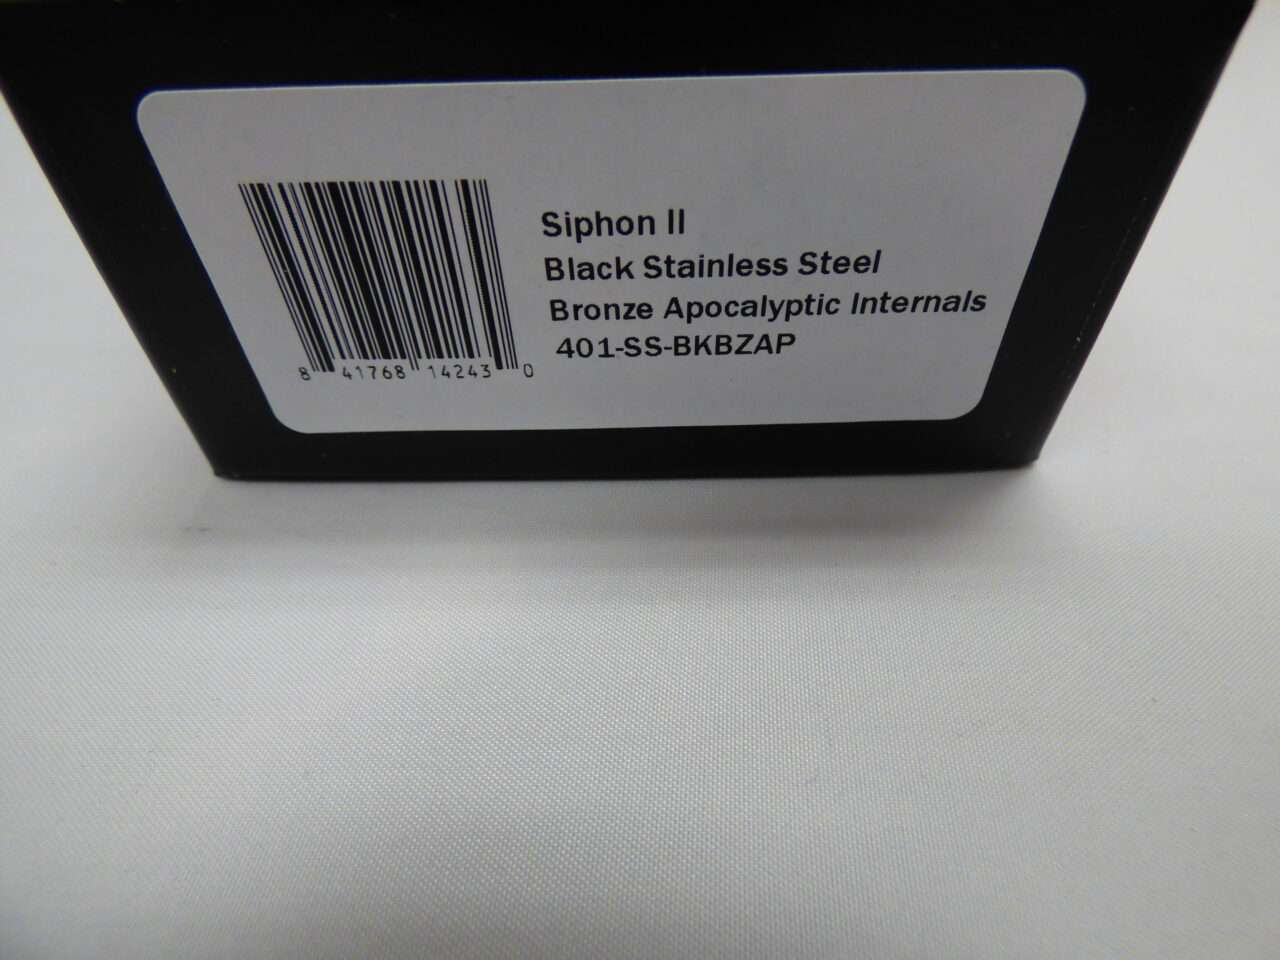 Siphon II
Black Stainless Steel
Bronze Apocalyptic Internals
401-SS-BKBZAP
8 41768 14243 0